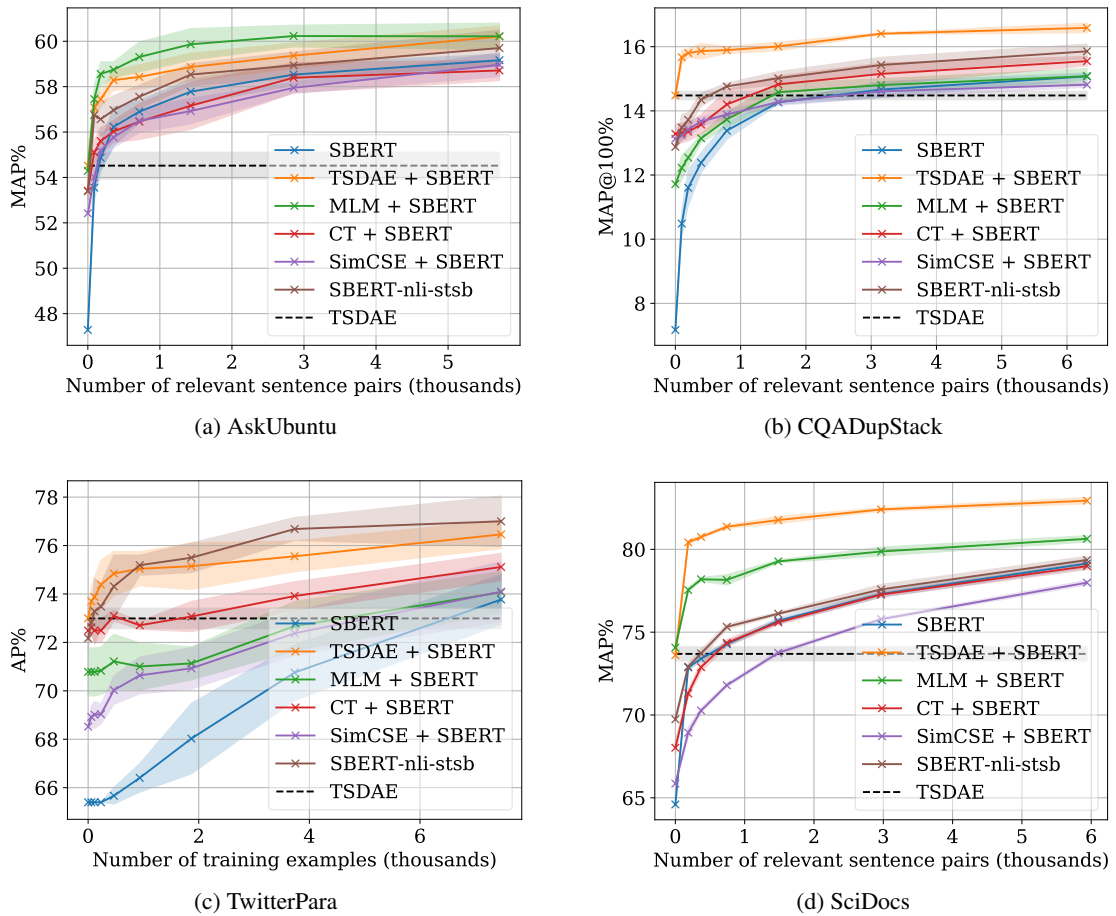 60
58
56
54
52
50
48
MAP%
SBERT
TSDAE + SBERT
MLM + SBERT
CT + SBERT
SimCSE + SBERT
SBERT-nli-stsb
TSDAE
0 1 2 3 4 5
Number of relevant sentence pairs (thousands)
(a) AskUbuntu
16
14
12
10
8
MAP@100%
SBERT
TSDAE + SBERT
MLM + SBERT
CT + SBERT
SimCSE + SBERT
SBERT-nli-stsb
TSDAE
0 1 2 3 4 5 6
Number of relevant sentence pairs (thousands)
(b) CQADupStack
78
76
74
72
70
68
66
AP%
SBERT
TSDAE + SBERT
MLM + SBERT
CT + SBERT
SimCSE + SBERT
SBERT-nli-stsb
TSDAE
0 2 4 6
Number of training examples (thousands)
(c) TwitterPara
80
75
70
65
MAP%
SBERT
TSDAE + SBERT
MLM + SBERT
CT + SBERT
SimCSE + SBERT
SBERT-nli-stsb
TSDAE
0 1 2 3 4 5 6
Number of relevant sentence pairs (thousands)
(d) SciDocs